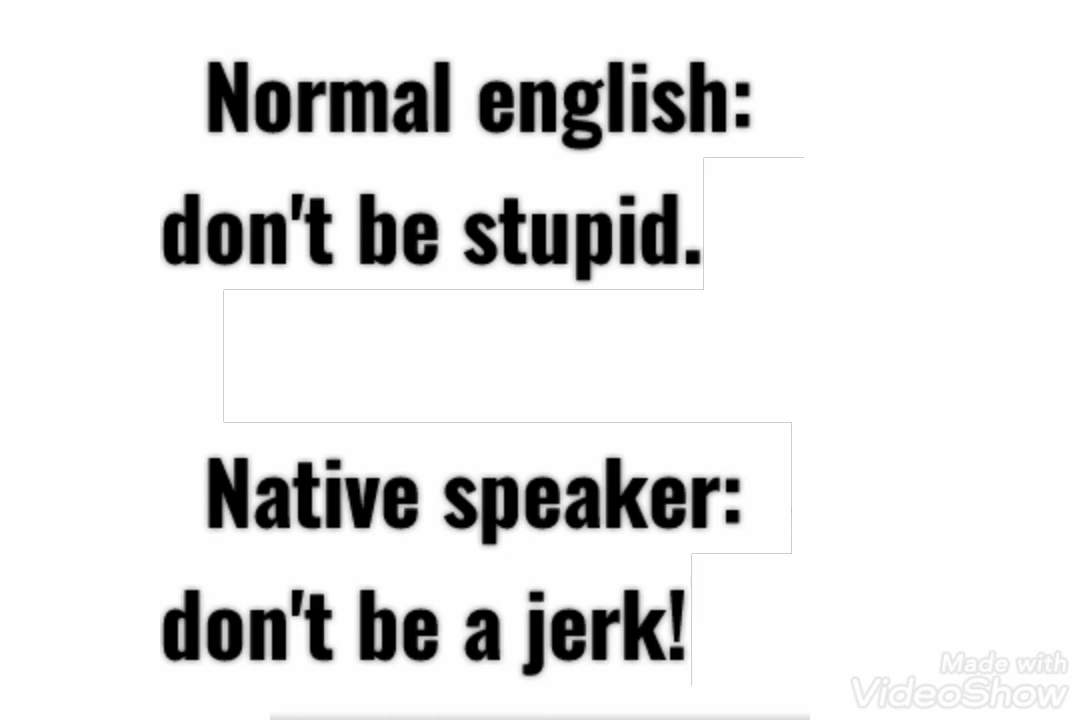 Normal english:
don't be stupid.
Native speaker:
don't be a jerk!
Made with
VideoShow